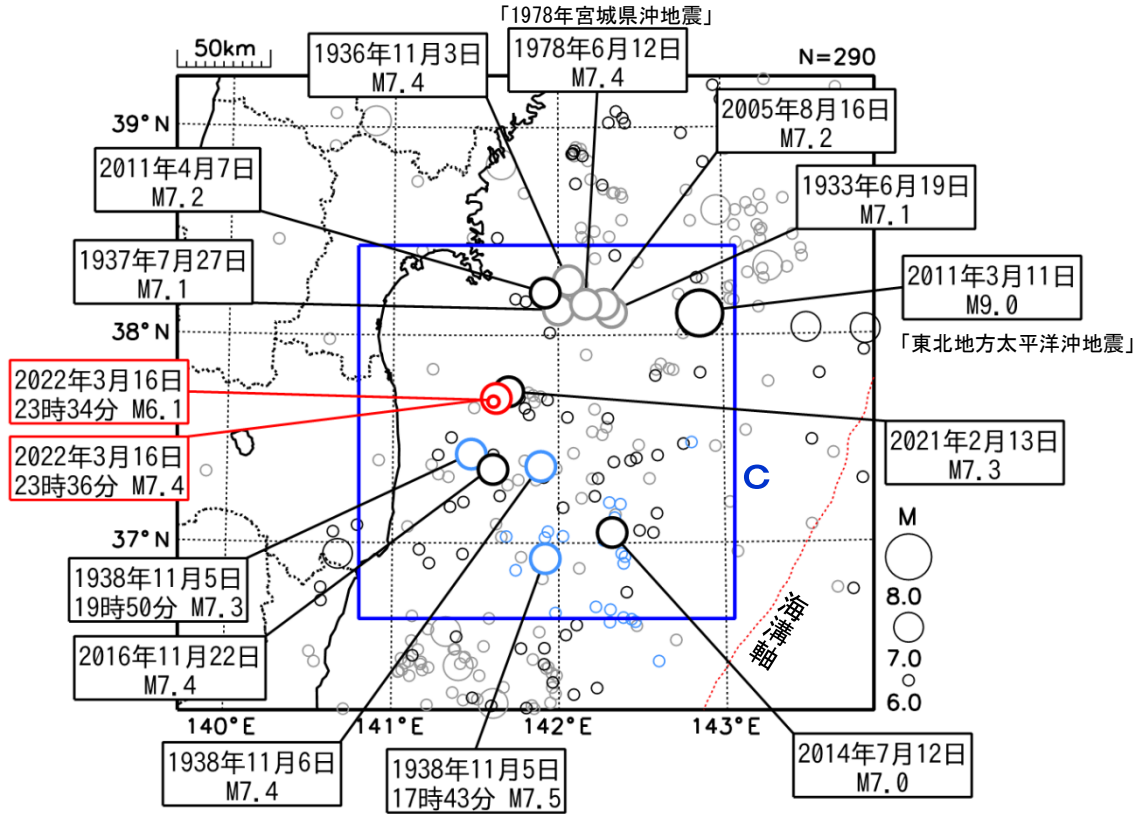 「1978年宮城県沖地震」
50km
1936年11月3日
M7.4
1978年6月12日
M7.4
N=290
2005年8月16日
M7.2
39°N
2011年4月7日
M7.2
1933年6月19日
M7.1
1937年7月27日
M7.1
2011年3月11日
M9.0
「東北地方太平洋沖地震」
38°N
2022年3月16日
23時34分 M6.1
2022年3月16日
23時36分 M7.4
2021年2月13日
M7.3
C
37°N
M
8.0
7.0
6.0
1938年11月5日
19時50分 M7.3
海溝軸
2016年11月22日
M7.4
140°E
141°E
142°E
143°E
1938年11月6日
M7.4
1938年11月5日
17時43分 M7.5
2014年7月12日
M7.0